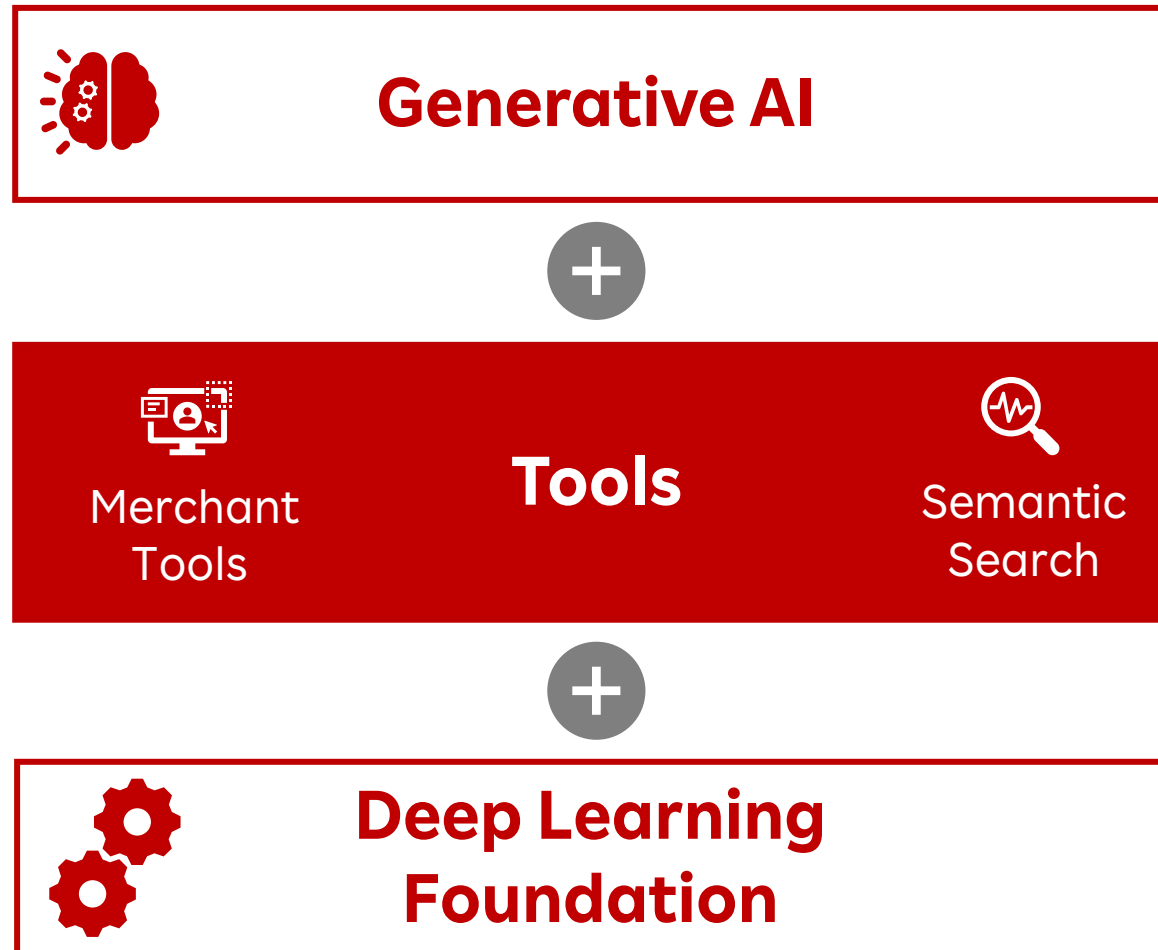 Generative AI
Merchant
Tools
Tools
Semantic
Search
Deep Learning
Foundation